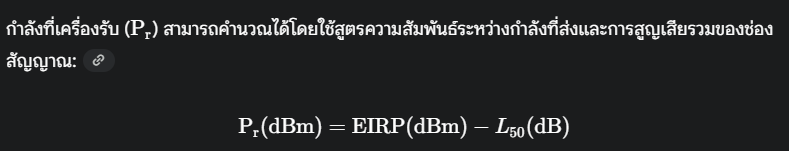 กำลังที่เครื่องรับ (Pr) สามารถคำนวณได้โดยใช้สูตรความสัมพันธ์ระหว่างกำลังที่ส่งและการสูญเสียรวมของช่อง
สัญญาณ:
Pr(dBm) = EIRP(dBm) − L50(dB)